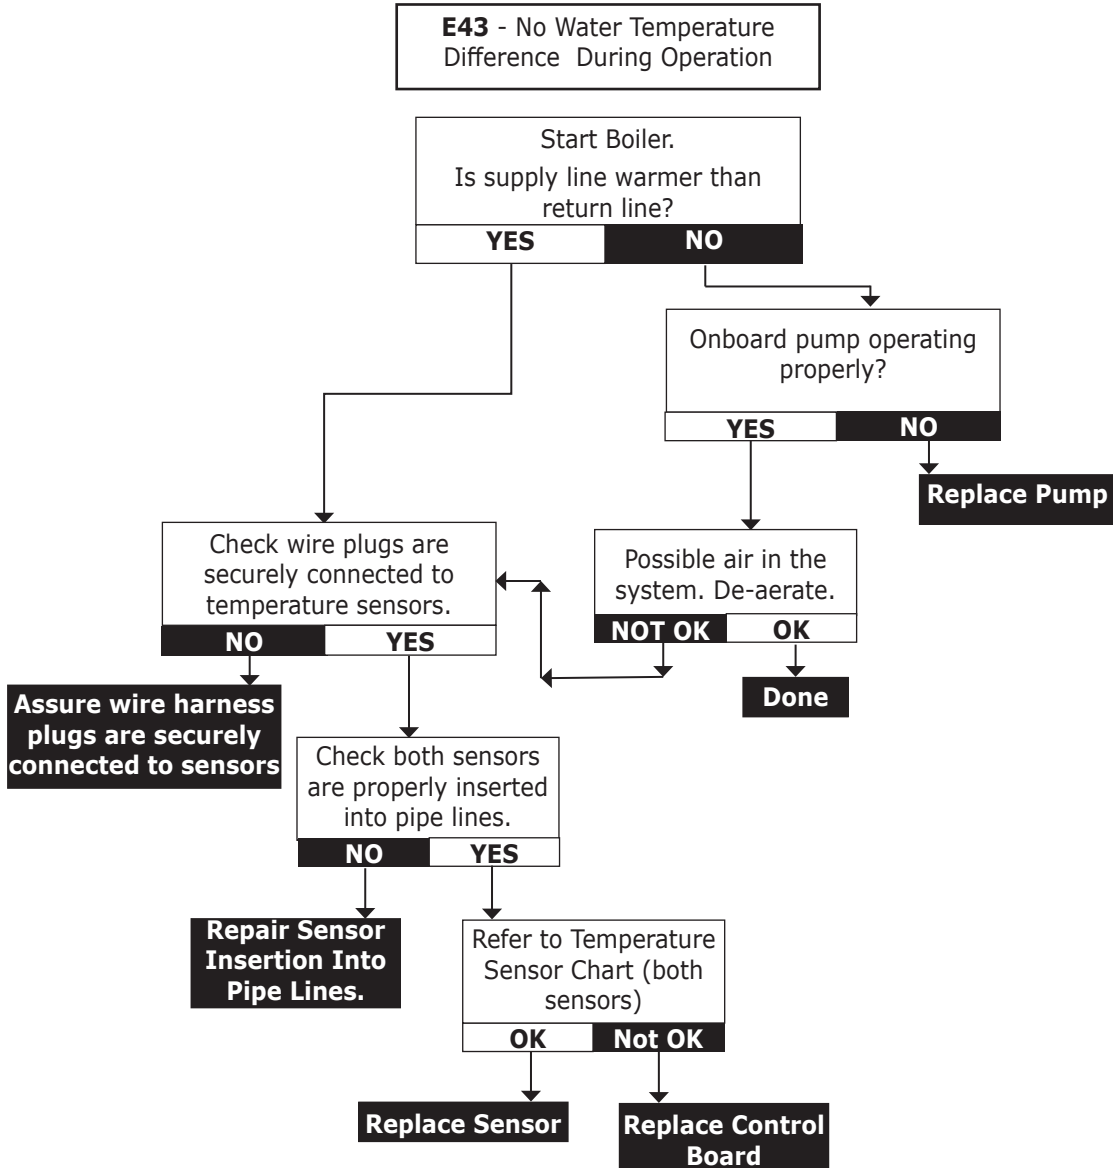 E43 - No Water Temperature
Difference During Operation
Start Boiler.
Is supply line warmer than
return line?
YES
NO
Onboard pump operating
properly?
YES
NO
Replace Pump
Check wire plugs are
securely connected to
temperature sensors.
NO
YES
Possible air in the
system. De-aerate.
NOT OK
OK
Assure wire harness
plugs are securely
connected to sensors
Done
Check both sensors
are properly inserted
into pipe lines.
NO
YES
Repair Sensor
Insertion Into
Pipe Lines.
Refer to Temperature
Sensor Chart (both
sensors)
OK
Not OK
Replace Sensor
Replace Control
Board